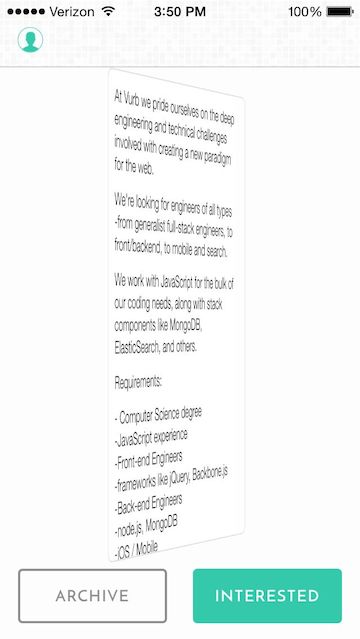 Verizon 3:50 PM 100%
At Vurb we pride ourselves on the deep
engineering and technical challenges
involved with creating a new paradigm
for the web.
We're looking for engineers of all types
-from generalist full-stack engineers, to
front/backend, to mobile and search.
We work with JavaScript for the bulk of
our coding needs, along with stack
components like MongoDB,
ElasticSearch, and others.
Requirements:
- Computer Science degree
-JavaScript experience
-Front-end Engineers
-frameworks like jQuery, Backbone.js
-Back-end Engineers
-node.js, MongoDB
-iOS / Mobile
ARCHIVE INTERESTED